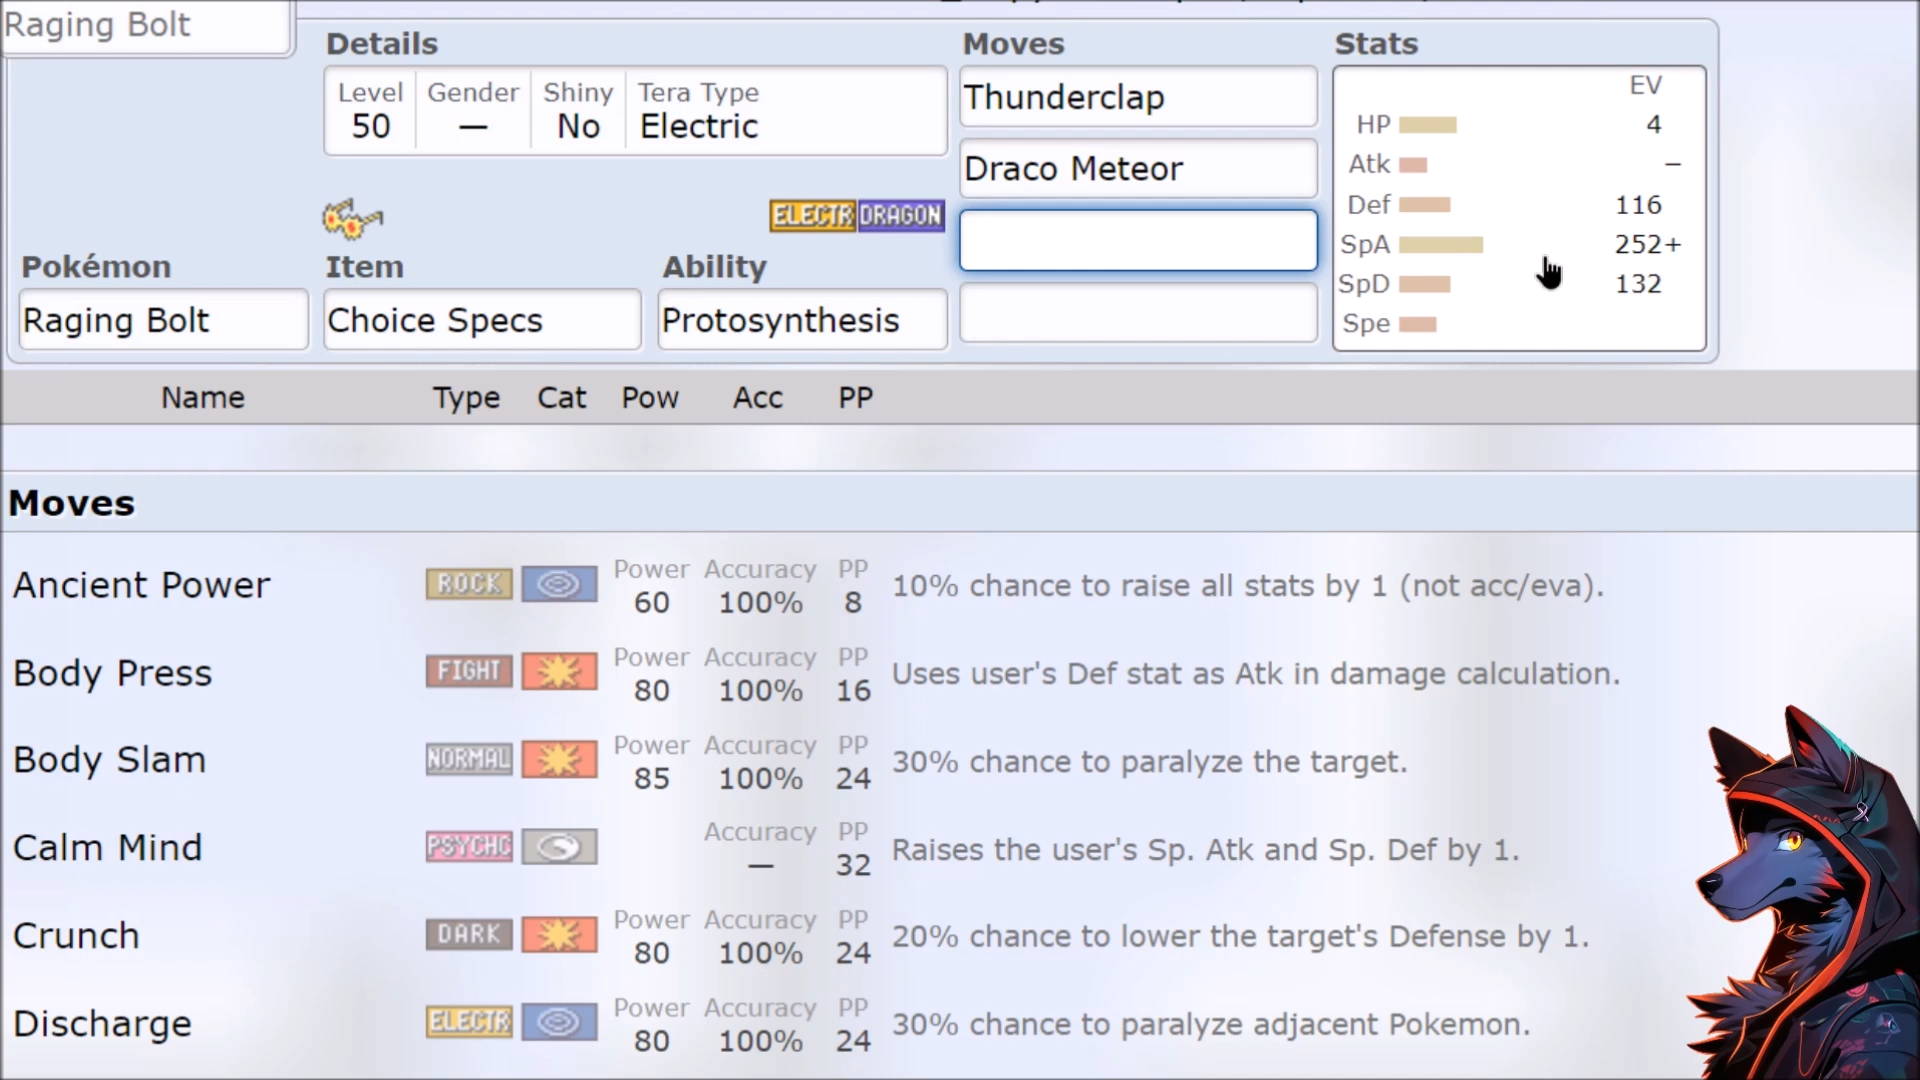 Raging Bolt
Details
Moves
Stats
Level
50
Gender
—
Shiny
No
Tera Type
Electric
ELECTR DRAGON
Pokémon
Raging Bolt
Item
Choice Specs
Ability
Protosynthesis
Thunderclap
Draco Meteor
EV
HP 4
Atk –
Def 116
SpA 252+
SpD 132
Spe
Name Type Cat Pow Acc PP
Moves
Ancient Power ROCK Power 60 Accuracy 100% PP 8 10% chance to raise all stats by 1 (not acc/eva).
Body Press FIGHT Power 80 Accuracy 100% PP 16 Uses user's Def stat as Atk in damage calculation.
Body Slam NORMAL Power 85 Accuracy 100% PP 24 30% chance to paralyze the target.
Calm Mind PSYCHC Accuracy — PP 32 Raises the user's Sp. Atk and Sp. Def by 1.
Crunch DARK Power 80 Accuracy 100% PP 24 20% chance to lower the target's Defense by 1.
Discharge ELECTR Power 80 Accuracy 100% PP 24 30% chance to paralyze adjacent Pokemon.